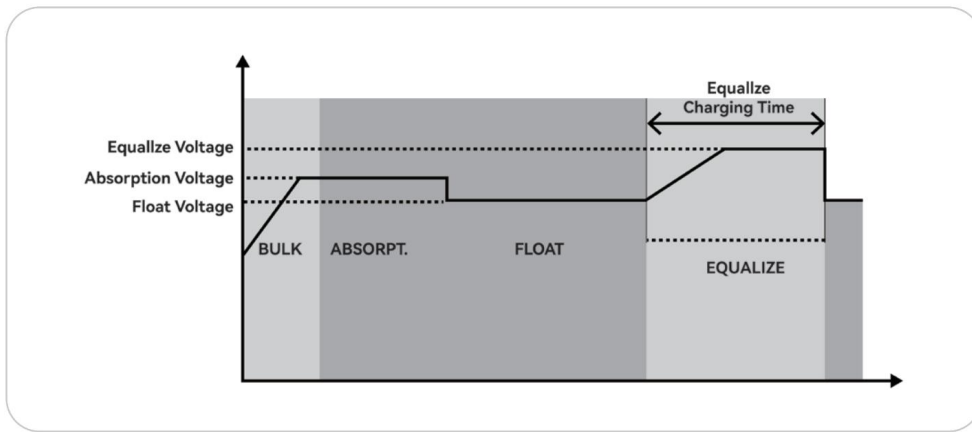 Equallze
Charging Time
Equallze Voltage
Absorption Voltage
Float Voltage
BULK
ABSORPT.
FLOAT
EQUALIZE